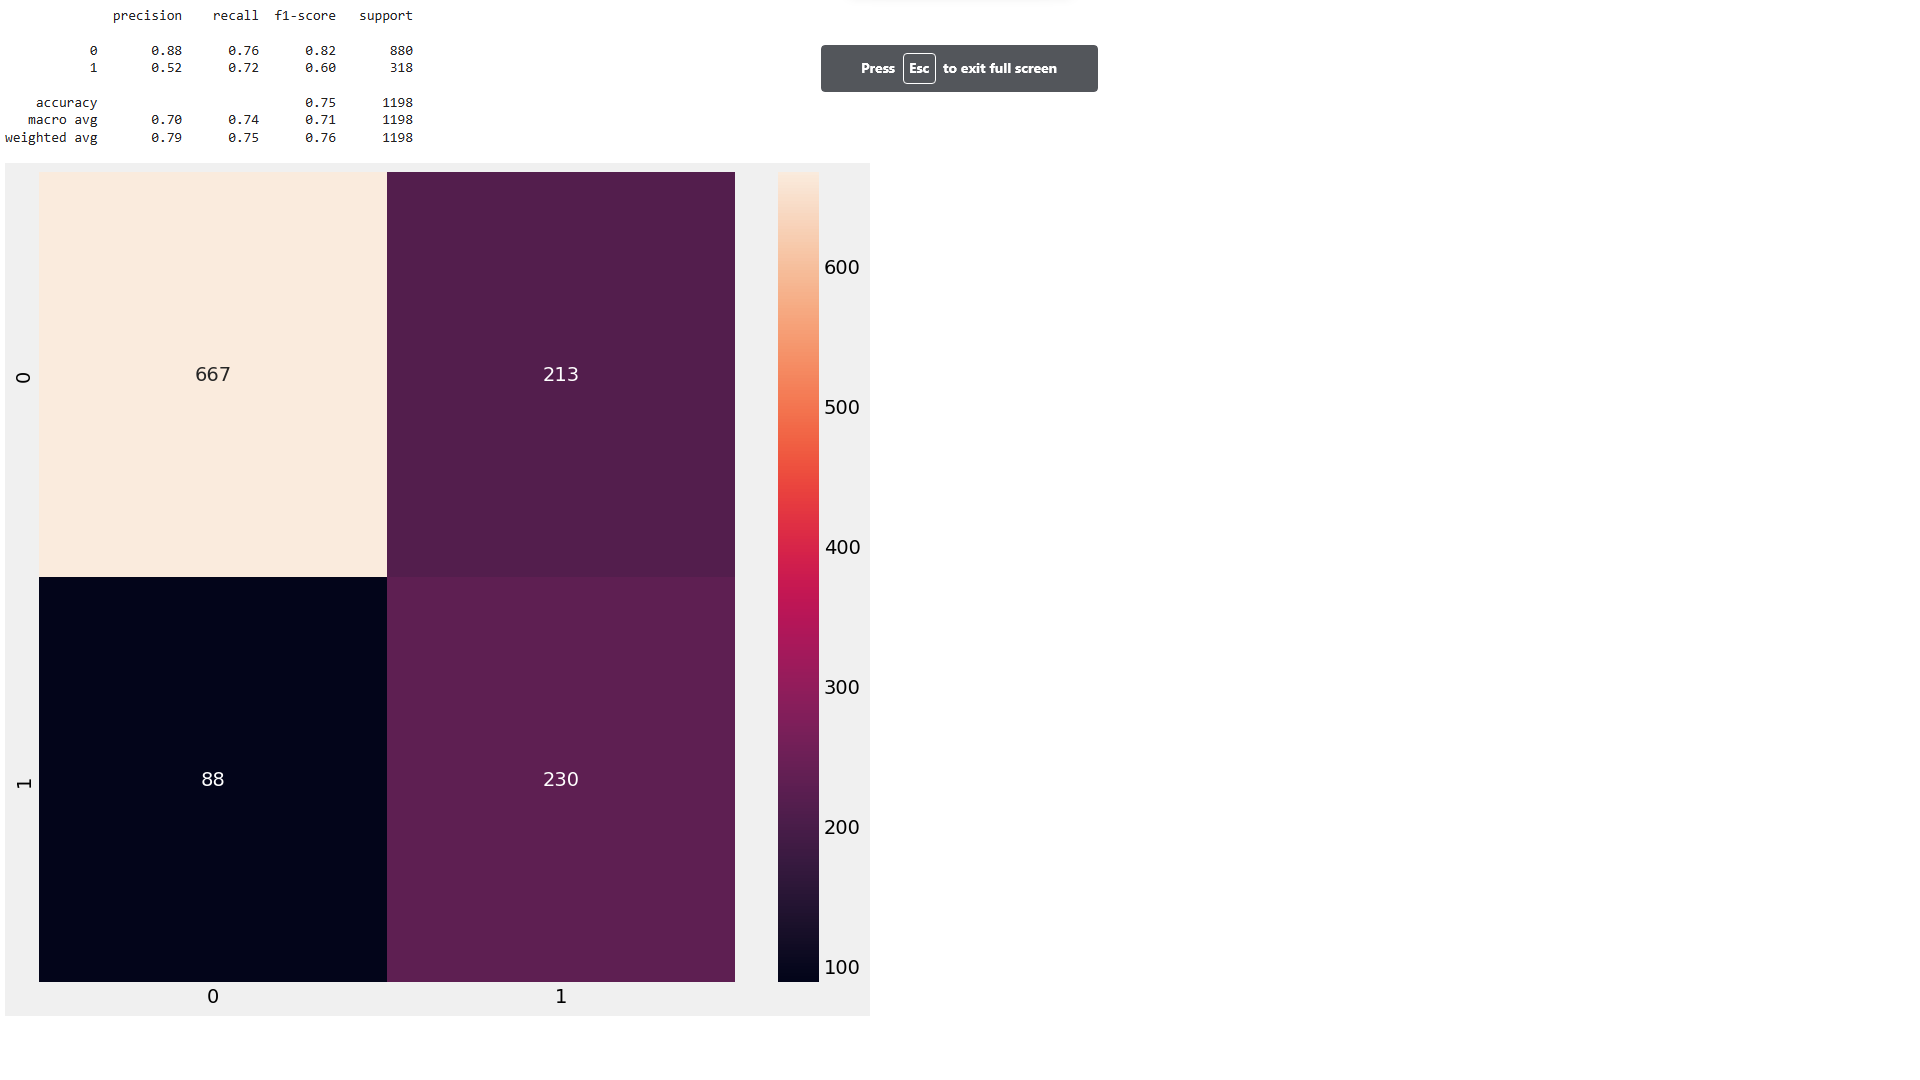 precision recall f1-score support
0 0.88 0.76 0.82 880
1 0.52 0.72 0.60 318
accuracy 0.75 1198
macro avg 0.70 0.74 0.71 1198
weighted avg 0.79 0.75 0.76 1198
Press Esc to exit full screen
667 213
88 230
0
1
0 1
600
500
400
300
200
100